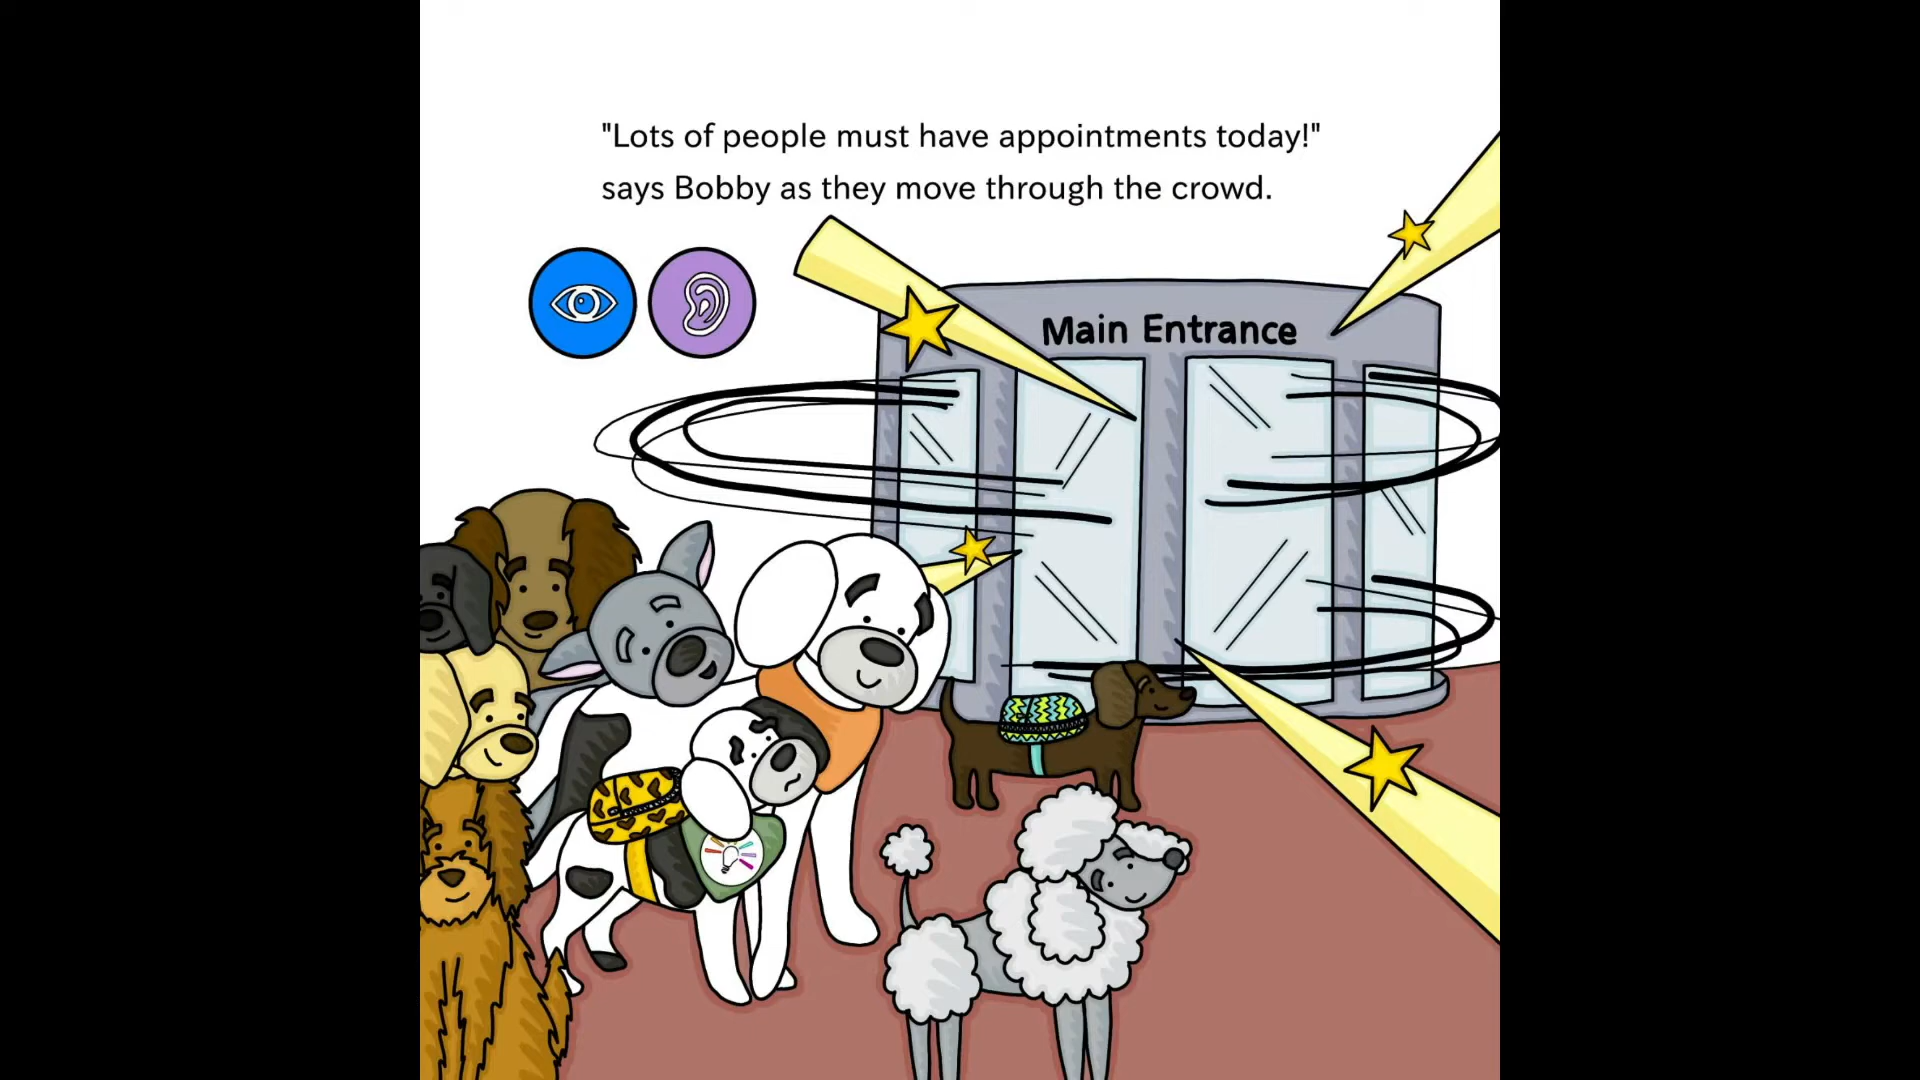 "Lots of people must have appointments today!"
says Bobby as they move through the crowd.
Main Entrance